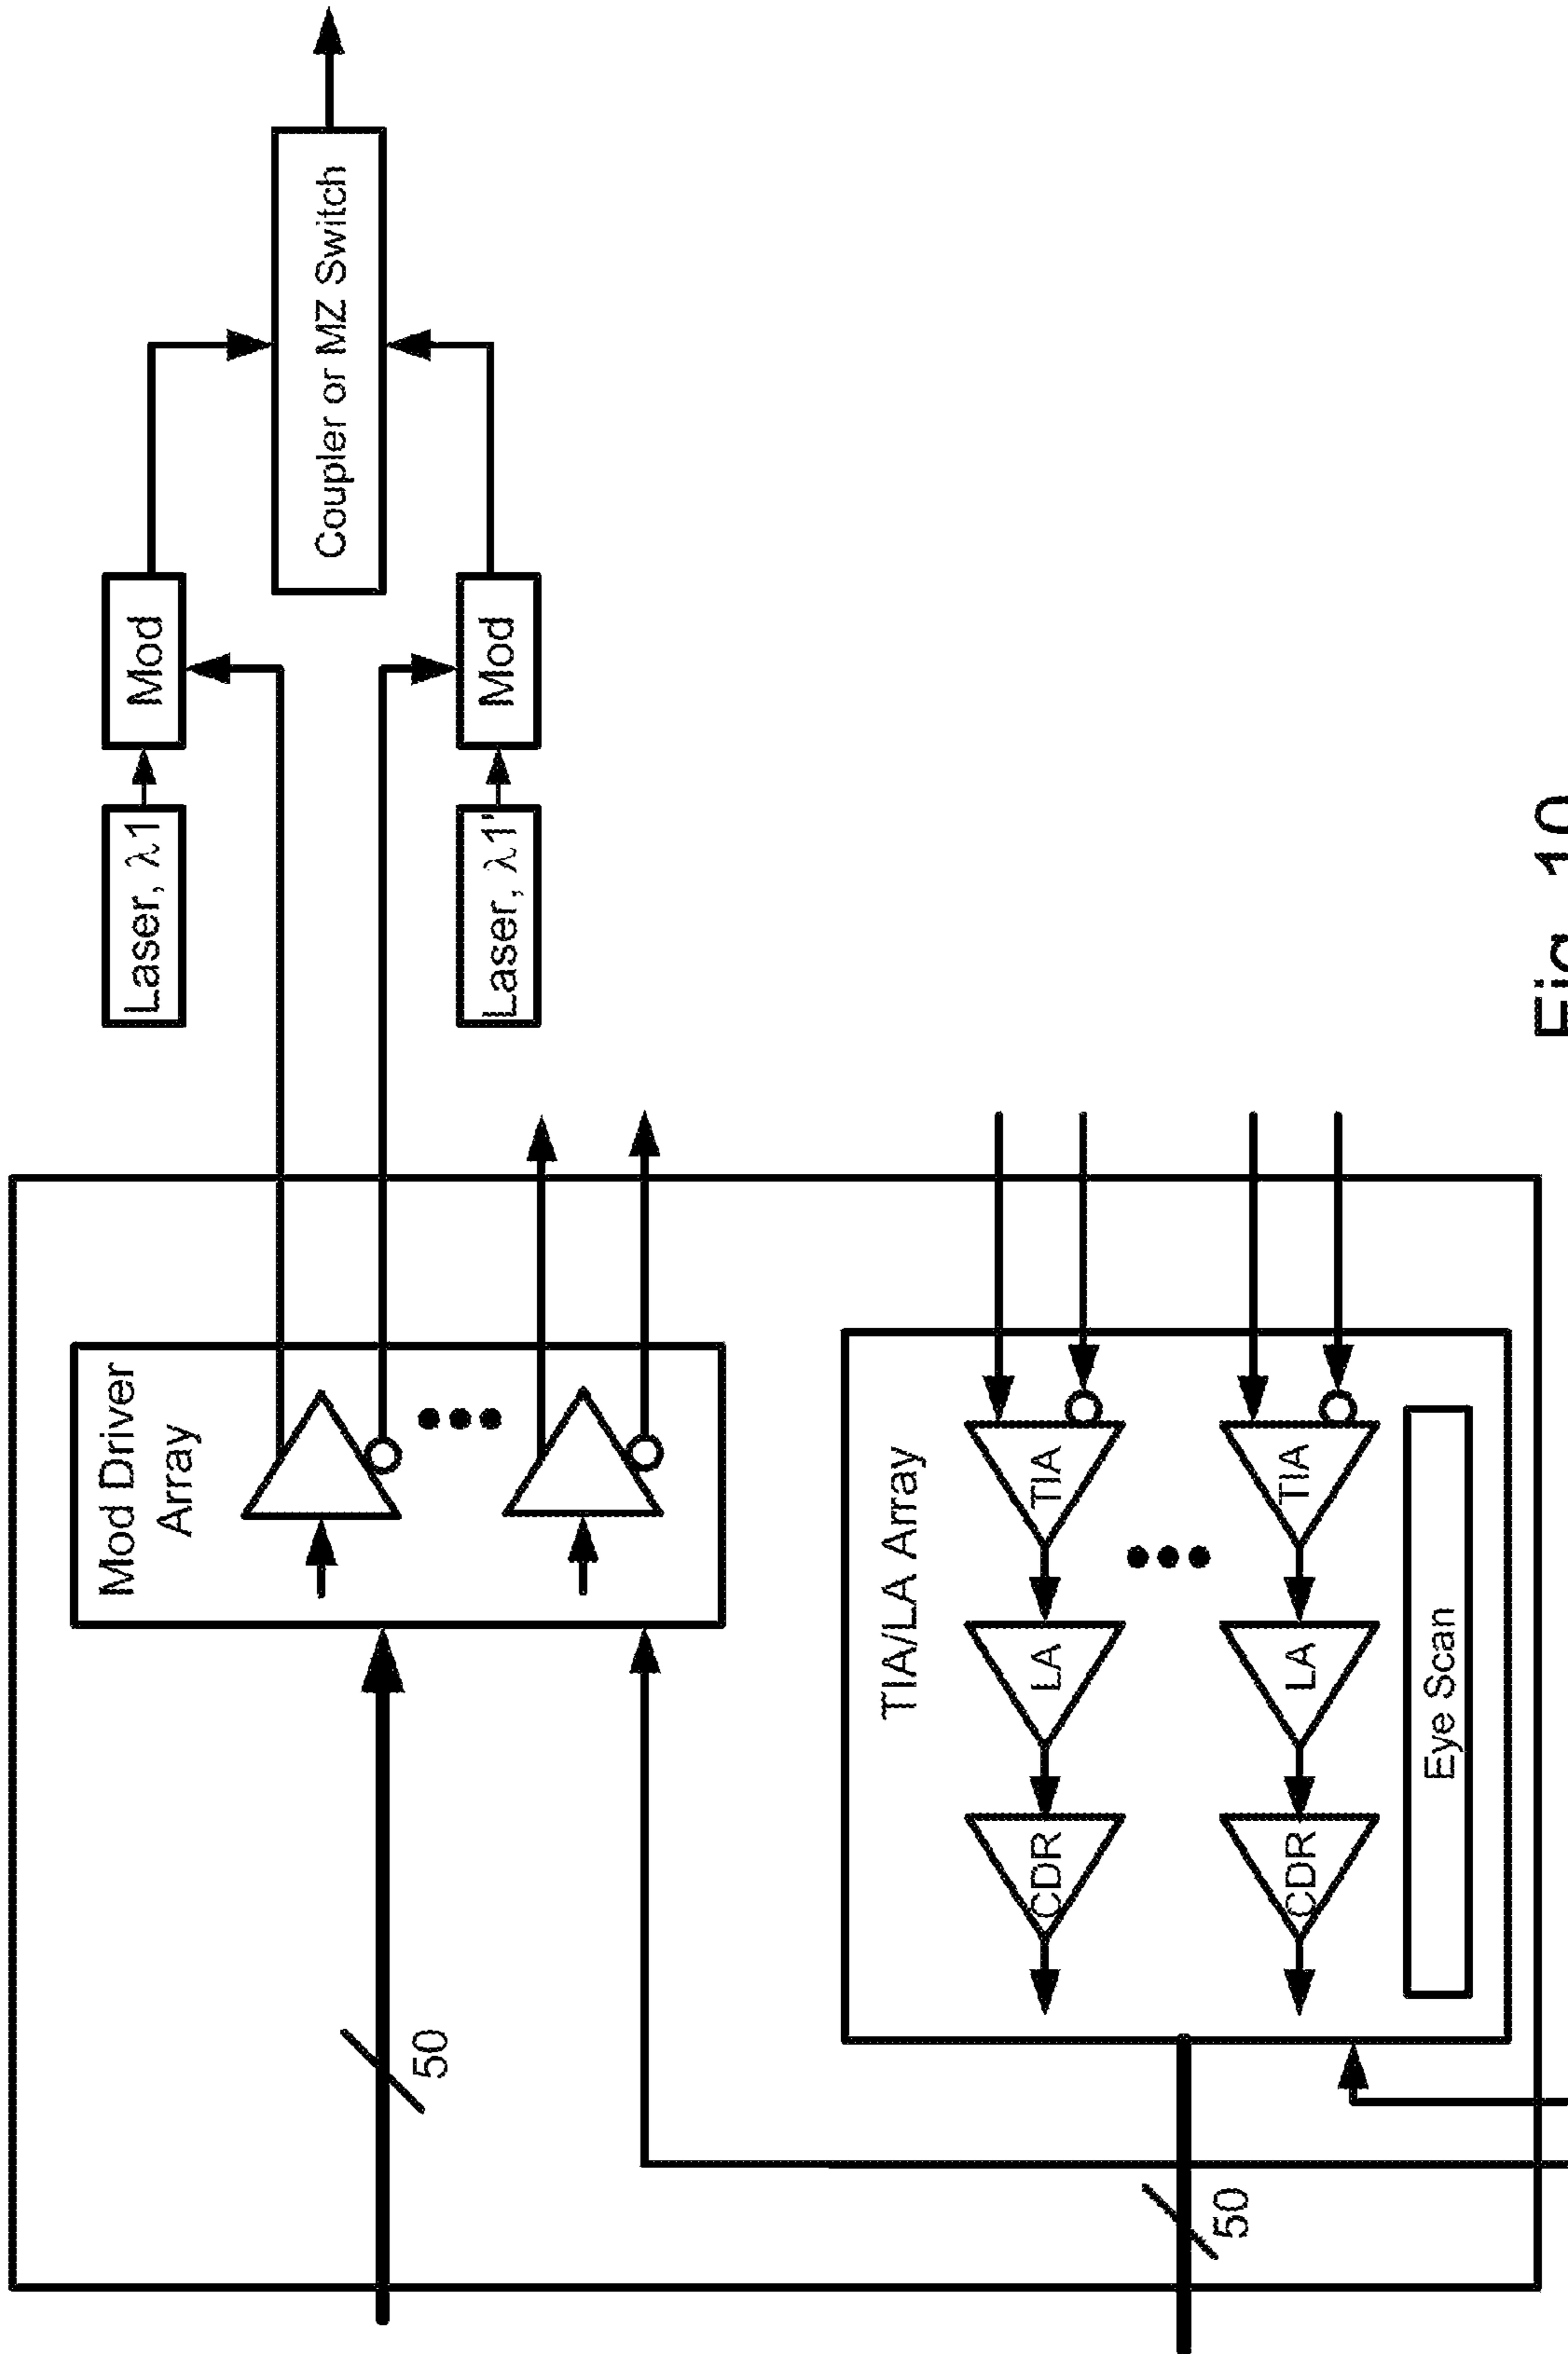 Laser, λ1
Mod
Coupler or MZ Switch
Laser, λ1'
Mod
Mod Driver
Array
50
TIA/LA Array
CDR
LA
TIA
CDR
LA
TIA
Eye Scan
50
Fig. 10